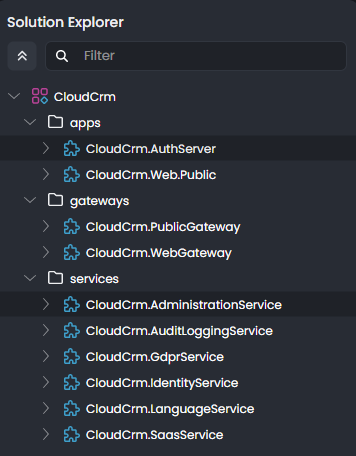 Solution Explorer
Filter
CloudCrm
apps
CloudCrm.AuthServer
CloudCrm.Web.Public
gateways
CloudCrm.PublicGateway
CloudCrm.WebGateway
services
CloudCrm.AdministrationService
CloudCrm.AuditLoggingService
CloudCrm.GdprService
CloudCrm.IdentityService
CloudCrm.LanguageService
CloudCrm.SaasService